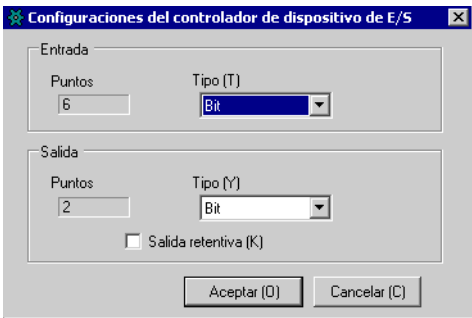 Configuraciones del controlador de dispositivo de E/S
Entrada
Puntos Tipo (T)
6 Bit
Salida
Puntos Tipo (Y)
2 Bit
Salida retentiva (K)
Aceptar (O) Cancelar (C)